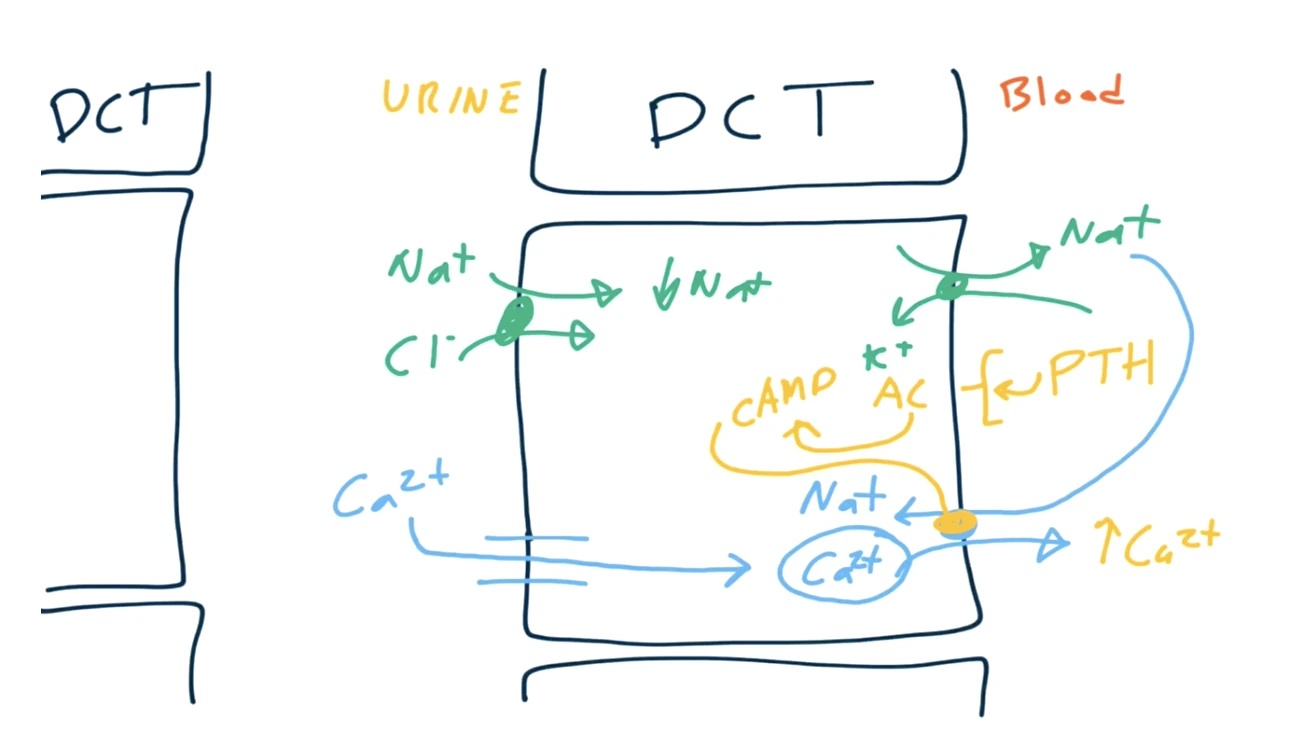 DCT
URINE
DCT
Blood
Na+
Cl-
↓Na+
Na+
K+
cAMP
AC
PTH
Ca2+
Na+
Ca2+
↑Ca2+